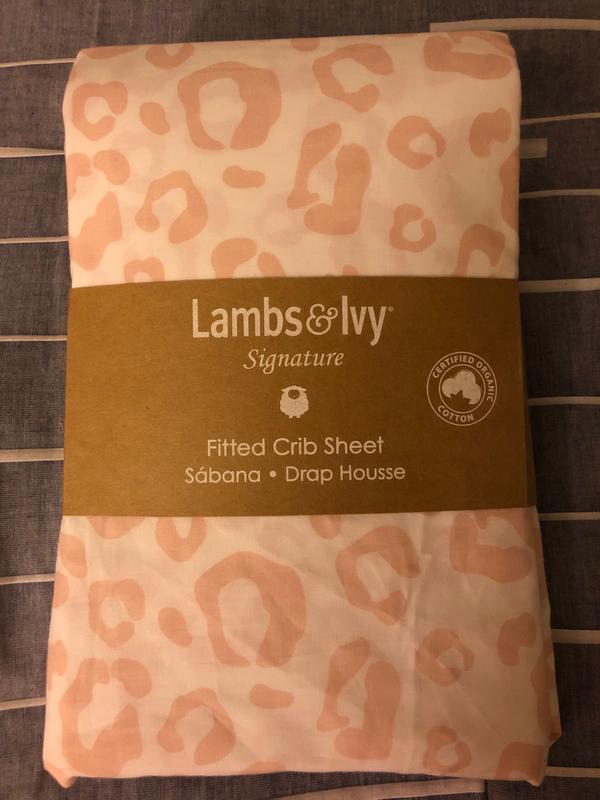 Lambs & Ivy®
Signature
CERTIFIED ORGANIC
COTTON
Fitted Crib Sheet
Sábana • Drap Housse